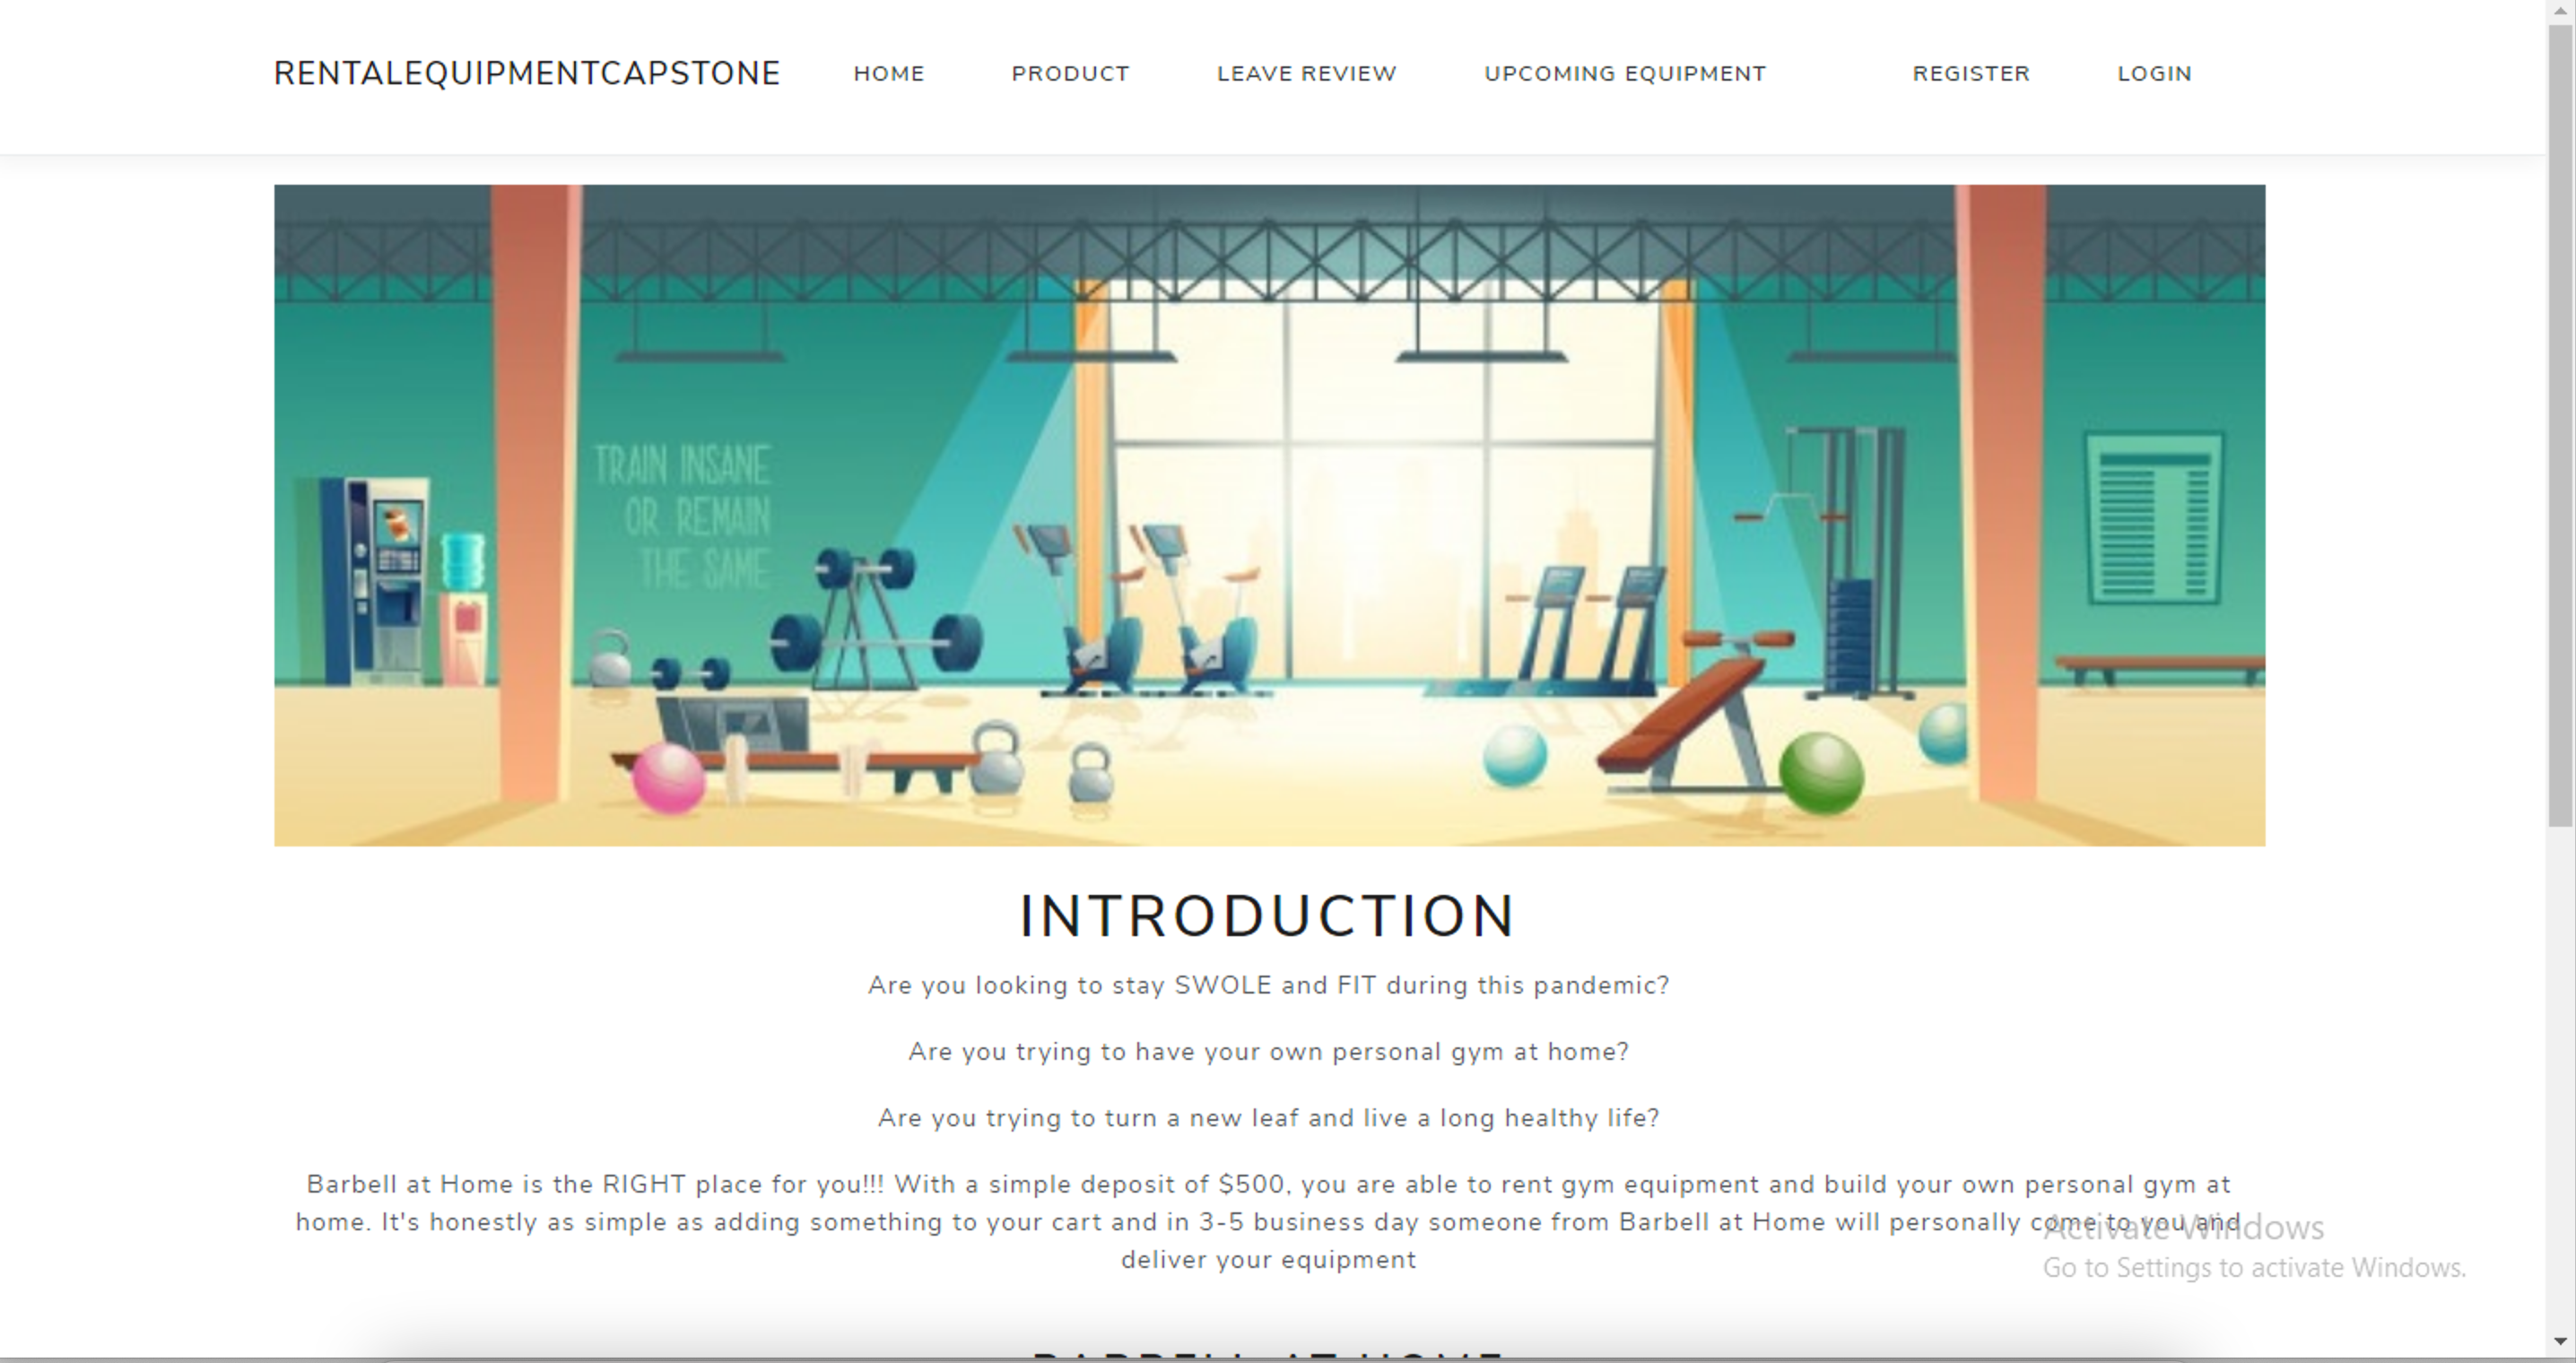 RENTALEQUIPMENTCAPSTONE HOME PRODUCT LEAVE REVIEW UPCOMING EQUIPMENT REGISTER LOGIN
TRAIN INSANE
OR REMAIN
THE SAME
INTRODUCTION
Are you looking to stay SWOLE and FIT during this pandemic?
Are you trying to have your own personal gym at home?
Are you trying to turn a new leaf and live a long healthy life?
Barbell at Home is the RIGHT place for you!!! With a simple deposit of $500, you are able to rent gym equipment and build your own personal gym at
home. It's honestly as simple as adding something to your cart and in 3-5 business day someone from Barbell at Home will personally come to you and
deliver your equipment
Activate Windows
Go to Settings to activate Windows.
BARBELL AT HOME